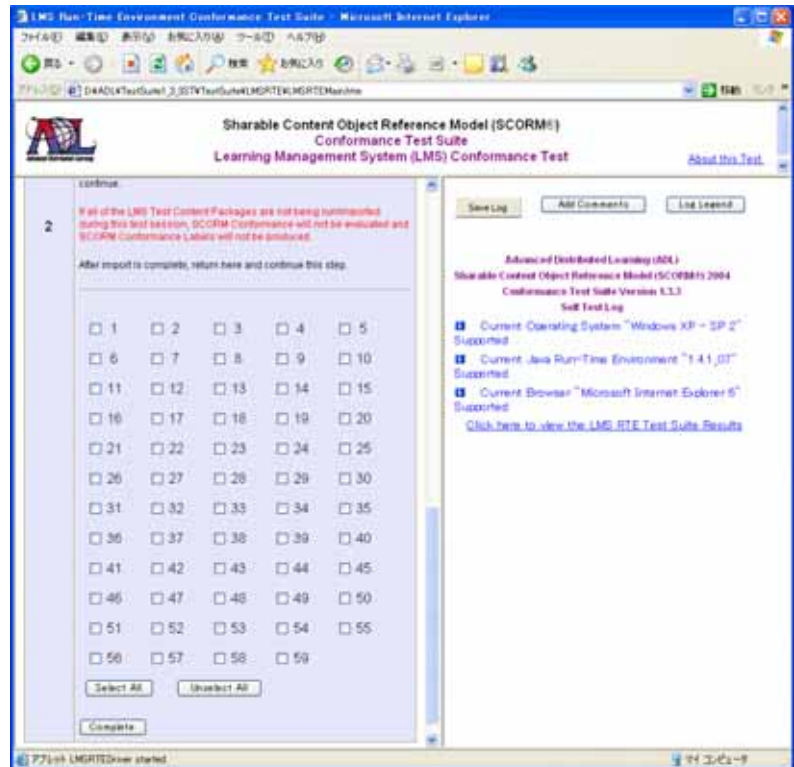 LMS Run-Time Environment Conformance Test Suite - Microsoft Internet Explorer
ファイル(F) 編集(E) 表示(V) お気に入り(A) ツール(T) ヘルプ(H)
戻る 検索 お気に入り
移動
ADL
Sharable Content Object Reference Model (SCORM®)
Conformance Test Suite
Learning Management System (LMS) Conformance Test
About this Test
continue.
2
If all of the LMS Test Content Packages are not being imported
during this test session, SCORM Conformance will not be evaluated and
SCORM Conformance Labels will not be produced.
After import is complete, return here and continue this step.
1 2 3 4 5
6 7 8 9 10
11 12 13 14 15
16 17 18 19 20
21 22 23 24 25
26 27 28 29 30
31 32 33 34 35
36 37 38 39 40
41 42 43 44 45
46 47 48 49 50
51 52 53 54 55
56 57 58 59
Select All Unselect All
Complete
Save Log Add Comments Log Legend
Advanced Distributed Learning (ADL)
Sharable Content Object Reference Model (SCORM®) 2004
Conformance Test Suite Version 1.3.3
Self Test Log
Current Operating System "Windows XP - SP 2"
Supported
Current Java Run-Time Environment "1.4.1_07"
Supported
Current Browser "Microsoft Internet Explorer 6"
Supported
Click here to view the LMS RTE Test Suite Results
アプレット LMSRTEDriver started
マイ コンピュータ